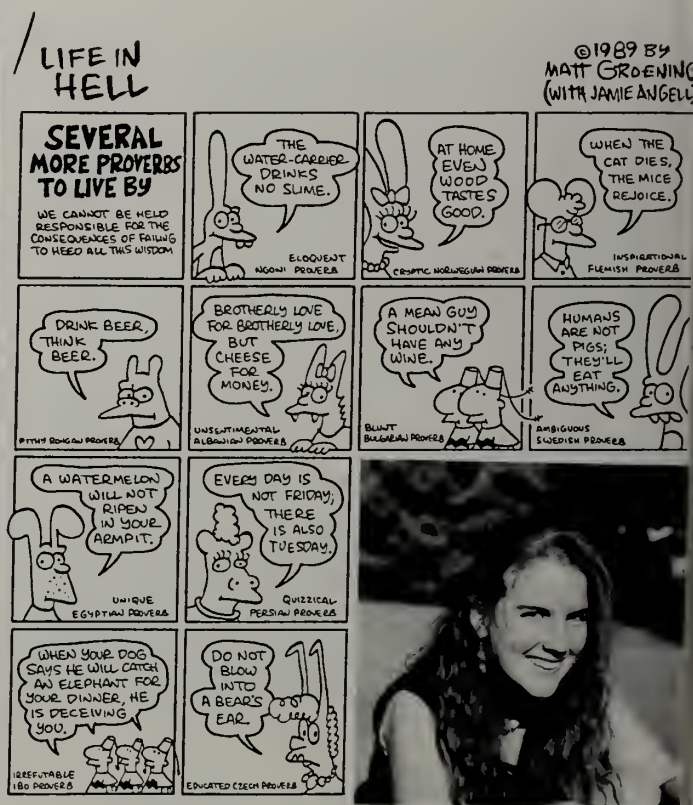 LIFE IN
HELL
©1989 BY
MATT GROENING
(WITH JAMIE ANGELL)
SEVERAL
MORE PROVERBS
TO LIVE BY
WE CANNOT BE HELD
RESPONSIBLE FOR THE
CONSEQUENCES OF FAILING
TO HEED ALL THIS WISDOM
THE
WATER-CARRIER
DRINKS
NO SLIME.
ELOQUENT
NGONI PROVERB
AT HOME
EVEN
WOOD
TASTES
GOOD.
CRYPTIC NORWEGIAN PROVERB
WHEN THE
CAT DIES,
THE MICE
REJOICE.
INSPIRATIONAL
FLEMISH PROVERB
DRINK BEER,
THINK
BEER.
PITHY PROVERB
BROTHERLY LOVE
FOR BROTHERLY LOVE,
BUT
CHEESE
FOR
MONEY.
UNSENTIMENTAL
ALBANIAN PROVERB
A MEAN GUY
SHOULDN'T
HAVE ANY
WINE.
BLUNT
BULGARIAN PROVERB
HUMANS
ARE NOT
PIGS;
THEY'LL
EAT
ANYTHING.
AMBIGUOUS
SWEDISH PROVERB
A WATERMELON
WILL NOT
RIPEN
IN YOUR
ARMPIT.
UNIQUE
EGYPTIAN PROVERB
EVERY DAY IS
NOT FRIDAY;
THERE
IS ALSO
TUESDAY.
QUIZZICAL
PERSIAN PROVERB
WHEN YOUR DOG
SAYS HE WILL CATCH
AN ELEPHANT FOR
YOUR DINNER, HE
IS DECEIVING
YOU.
IRREFUTABLE
IBO PROVERB
DO NOT
BLOW
INTO
A BEAR'S
EAR.
EDUCATED CZECH PROVERB